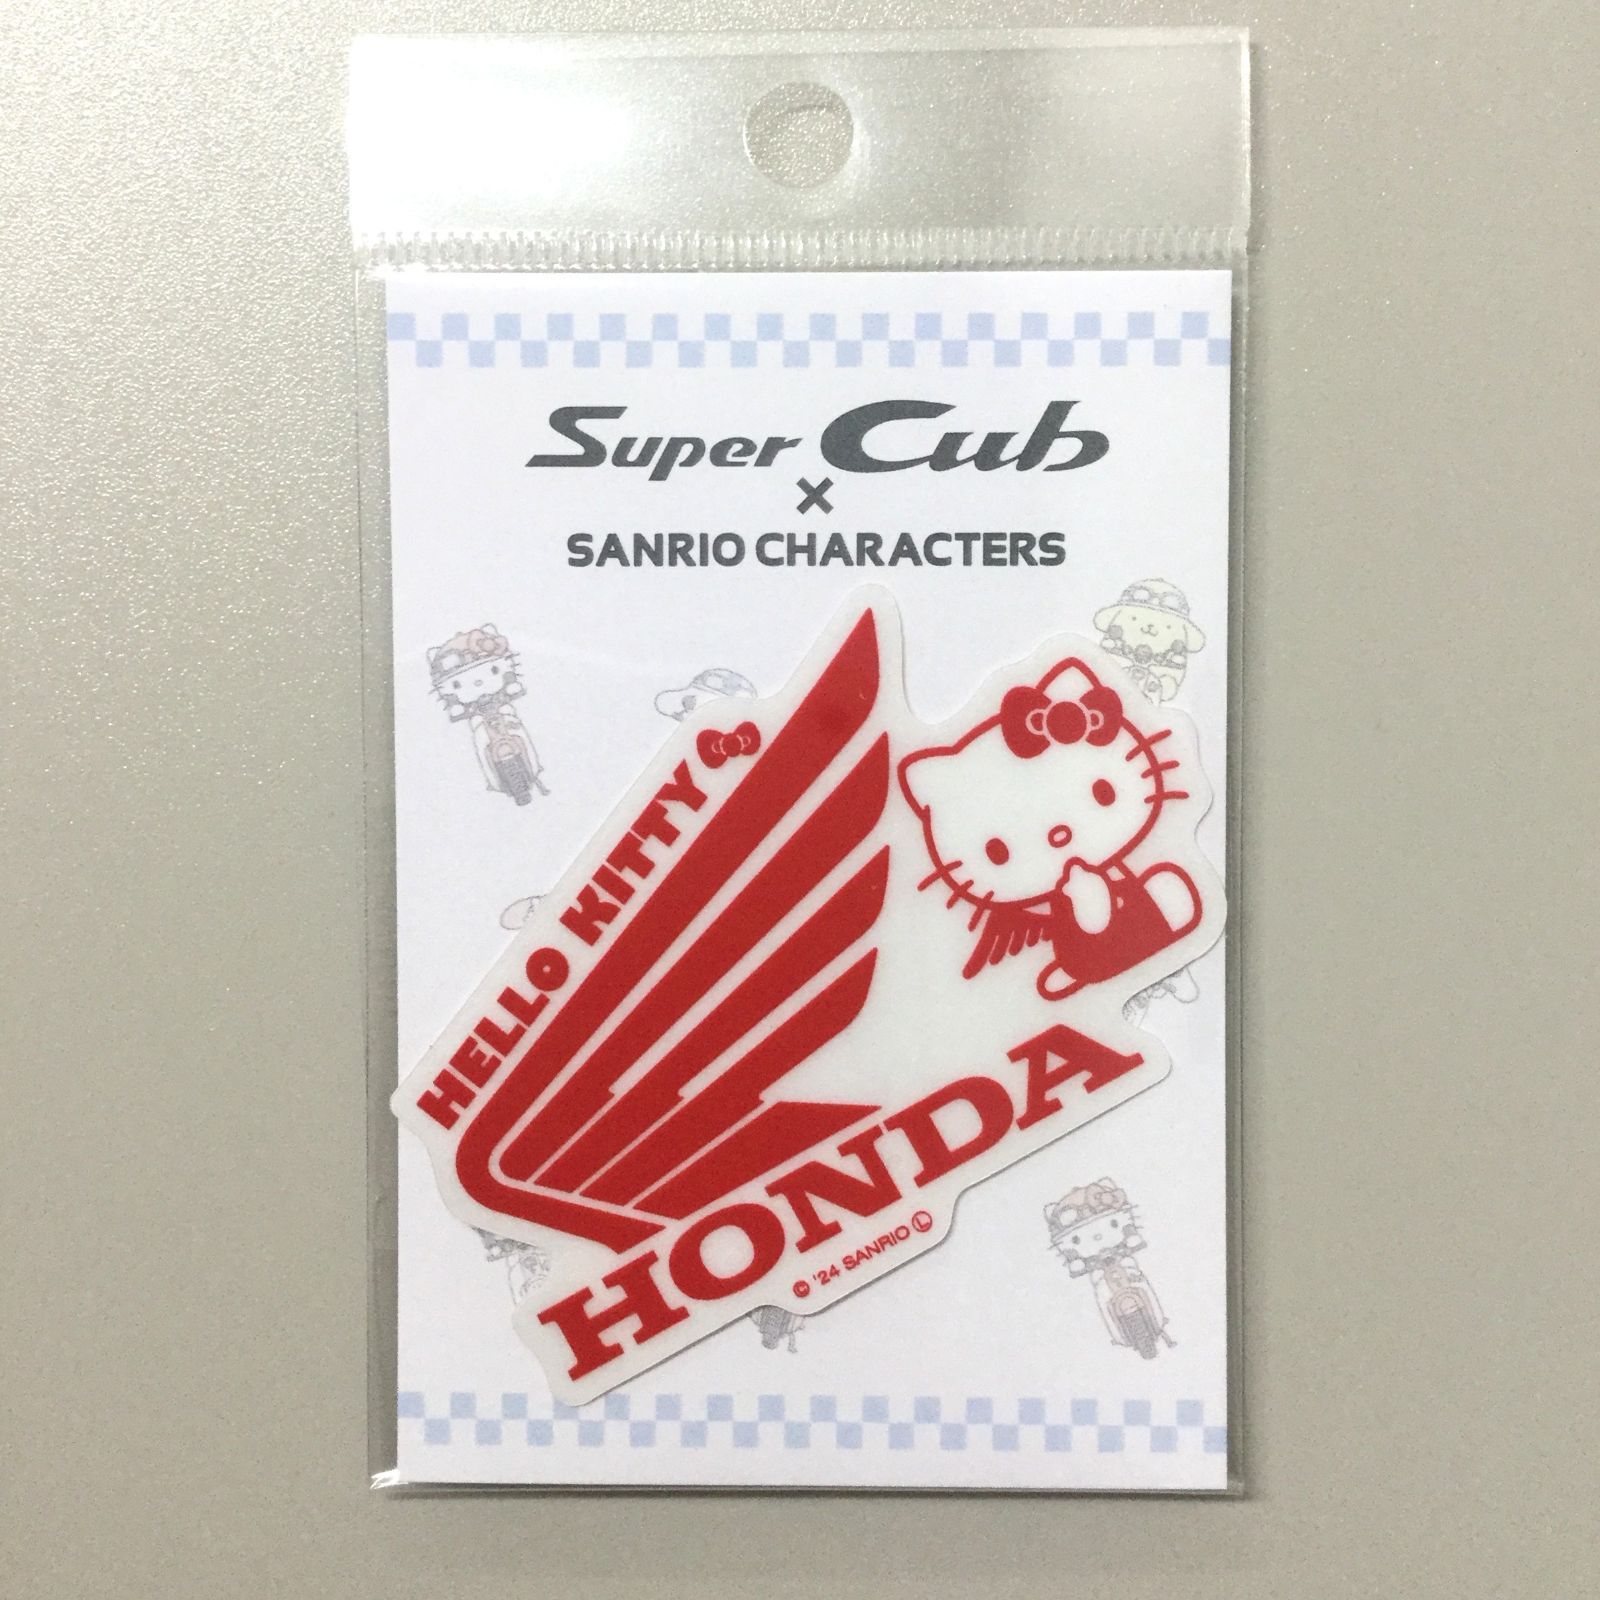 Super Cub
×
SANRIO CHARACTERS
HELLO KITTY
HONDA
© '24 SANRIO Ⓛ